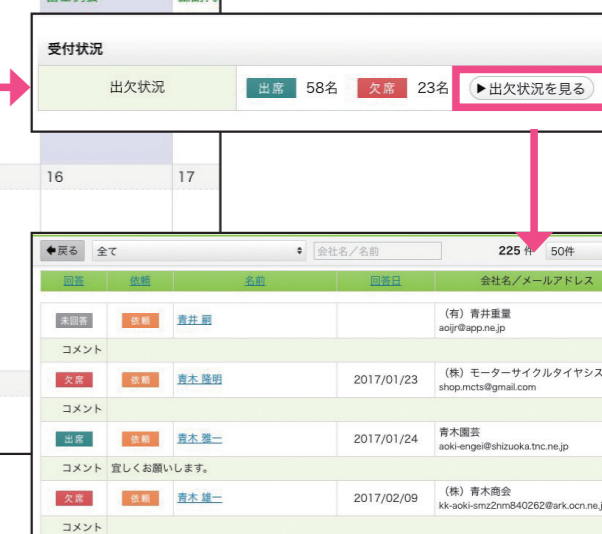 受付状況
出欠状況 出席 58名 欠席 23名 ▶出欠状況を見る
16 17
戻る 全て 会社名／名前 225 件 50件
回答 依頼 名前 回答日 会社名／メールアドレス
未回答 依頼 青井 嗣 （有）青井重量
aoijr@app.ne.jp
コメント
欠席 依頼 青木 隆明 2017/01/23 （株）モーターサイクルタイヤシス
shop.mcts@gmail.com
コメント
出席 依頼 青木 雅一 2017/01/24 青木園芸
aoki-engei@shizuoka.tnc.ne.jp
コメント 宜しくお願いします。
欠席 依頼 青木 雄一 2017/02/09 （株）青木商会
kk-aoki-smz2nm840262@ark.ocn.ne.j
コメント